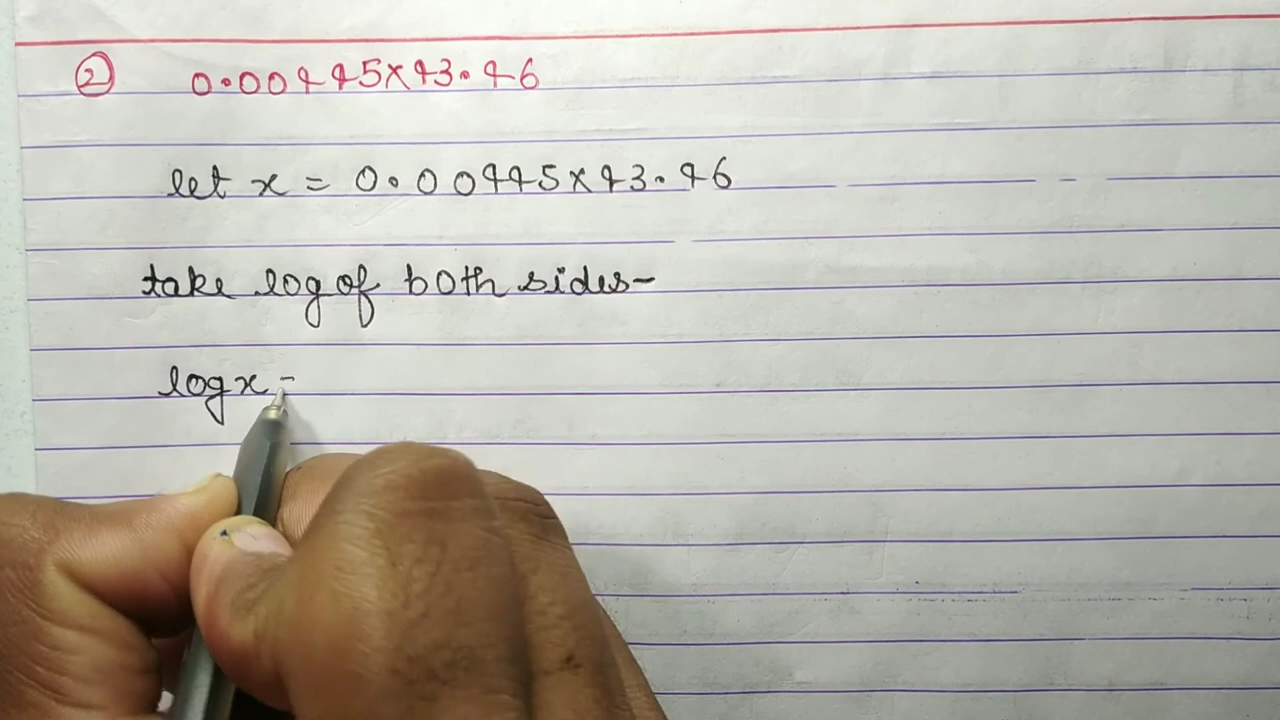 ② 0.00445×43.46
let x = 0.00445×43.46
take log of both sides-
log x =